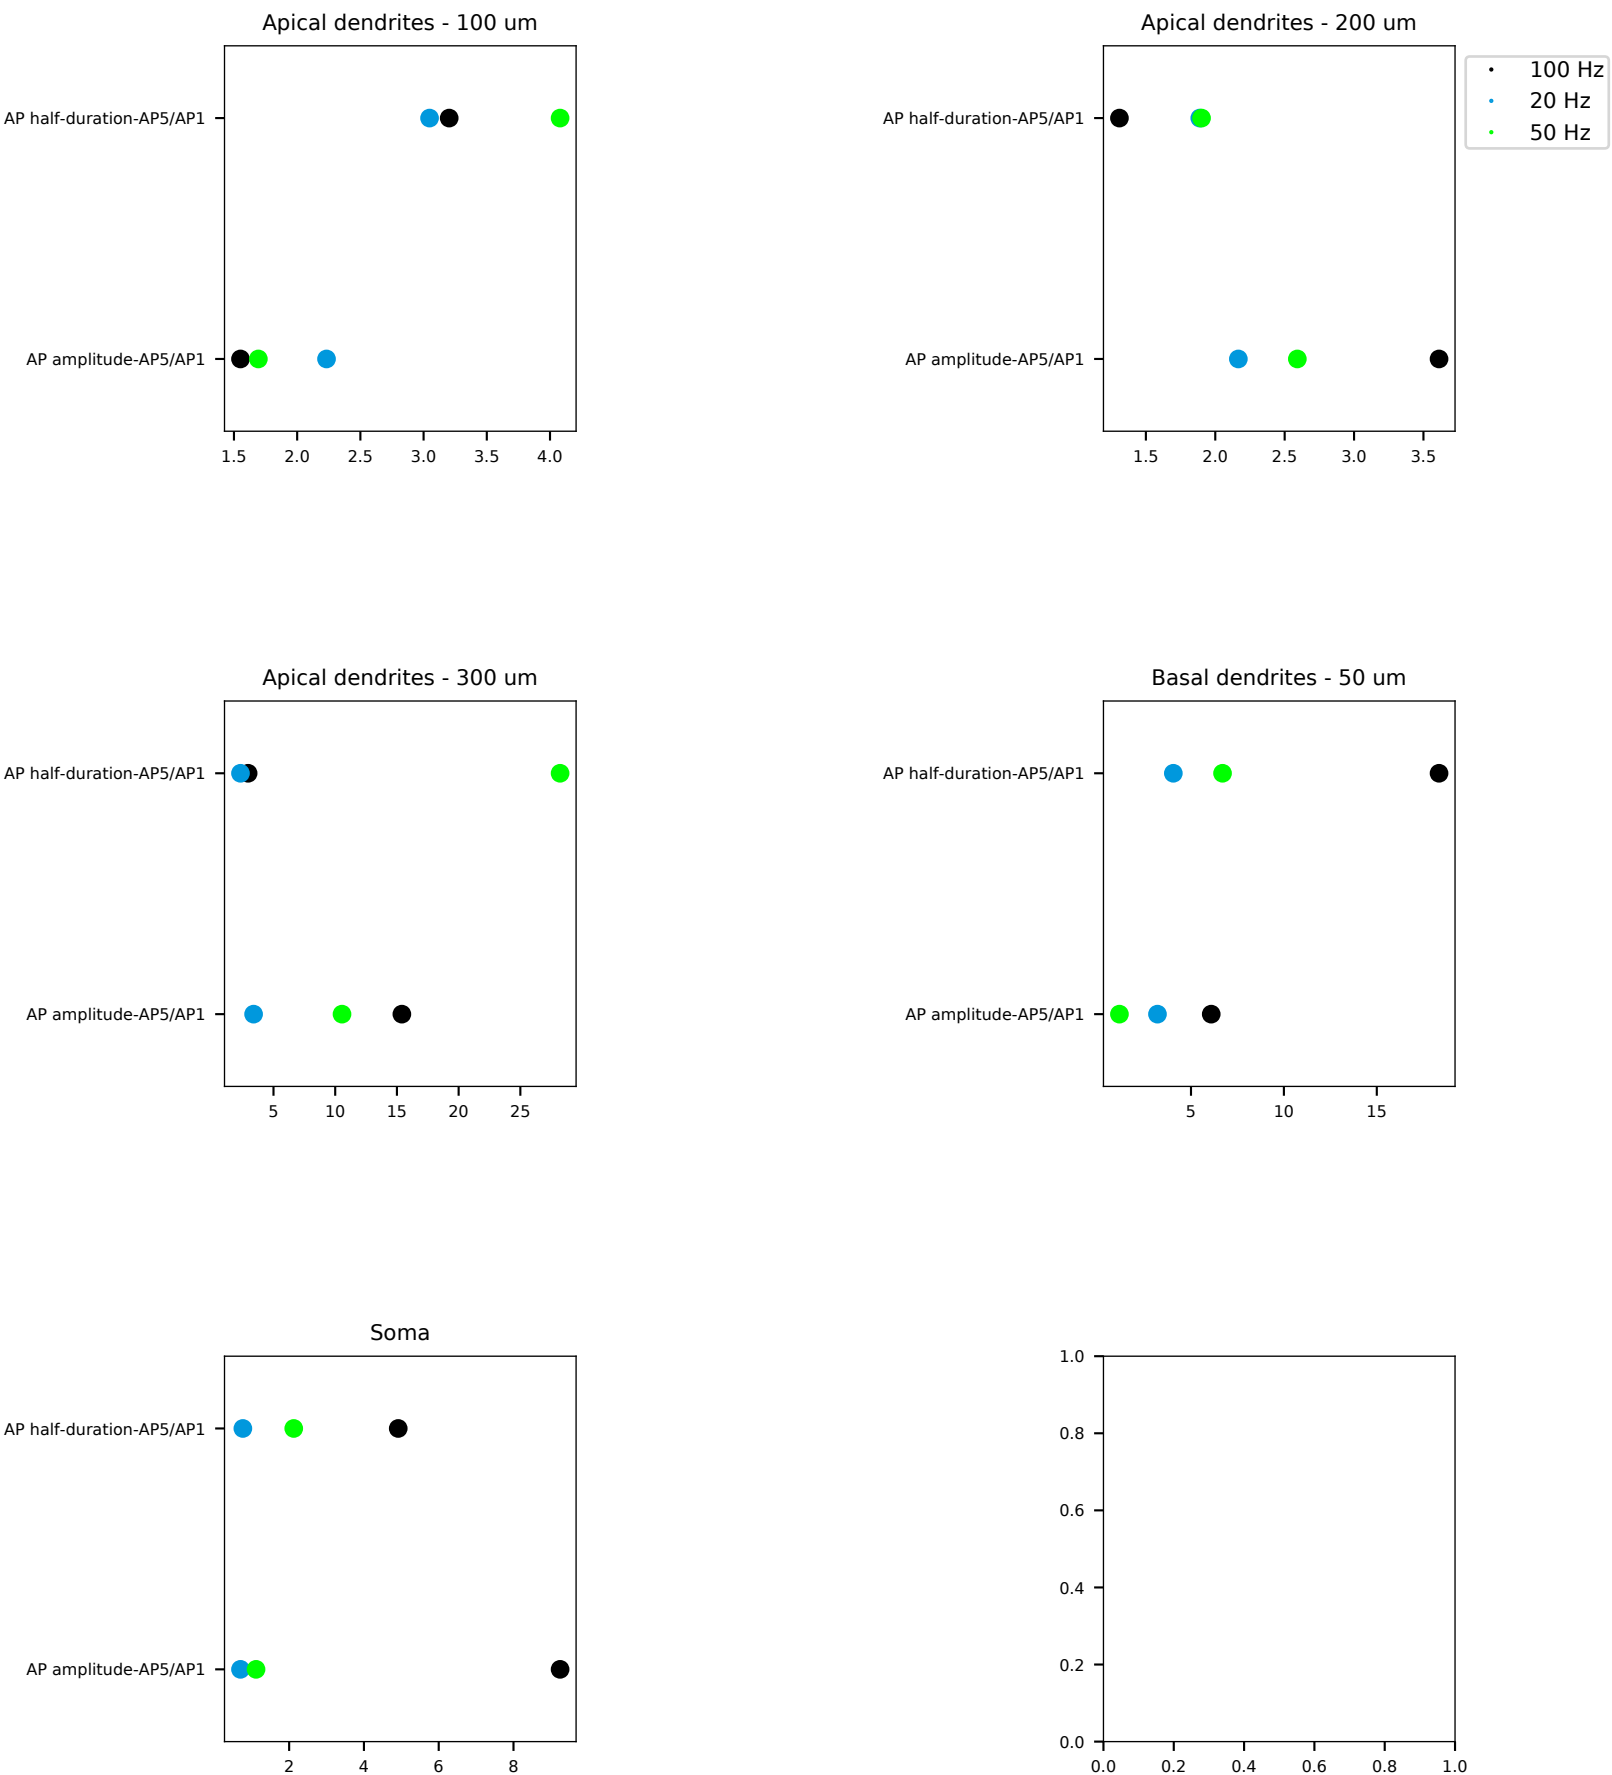 Apical dendrites - 100 um
AP half-duration-AP5/AP1
AP amplitude-AP5/AP1
1.5 2.0 2.5 3.0 3.5 4.0
Apical dendrites - 200 um
AP half-duration-AP5/AP1
AP amplitude-AP5/AP1
1.5 2.0 2.5 3.0 3.5
100 Hz
20 Hz
50 Hz
Apical dendrites - 300 um
AP half-duration-AP5/AP1
AP amplitude-AP5/AP1
5 10 15 20 25
Basal dendrites - 50 um
AP half-duration-AP5/AP1
AP amplitude-AP5/AP1
5 10 15
Soma
AP half-duration-AP5/AP1
AP amplitude-AP5/AP1
2 4 6 8
1.0
0.8
0.6
0.4
0.2
0.0
0.0 0.2 0.4 0.6 0.8 1.0